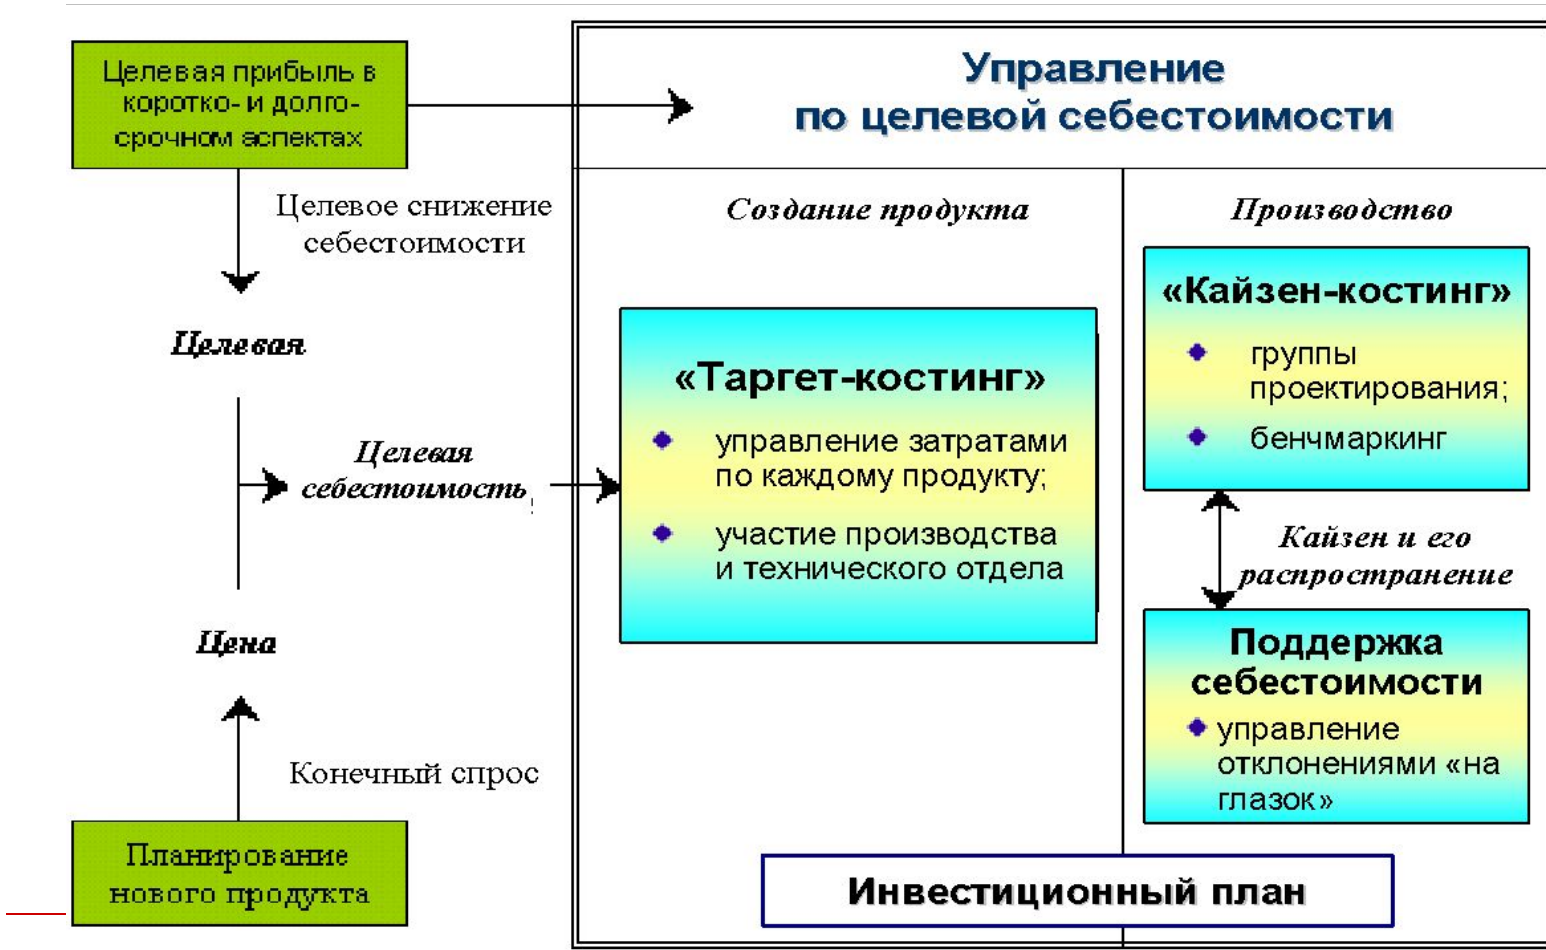 Целевая прибыль в
коротко- и долго-
срочном аспектах
Целевое снижение
себестоимости
Целевая
Целевая
себестоимость
Цена
Конечный спрос
Планирование
нового продукта
Управление
по целевой себестоимости
Создание продукта
«Таргет-костинг»
управление затратами
по каждому продукту;
участие производства
и технического отдела
Производство
«Кайзен-костинг»
группы
проектирования;
бенчмаркинг
Кайзен и его
распространение
Поддержка
себестоимости
управление
отклонениями «на
глазок»
Инвестиционный план